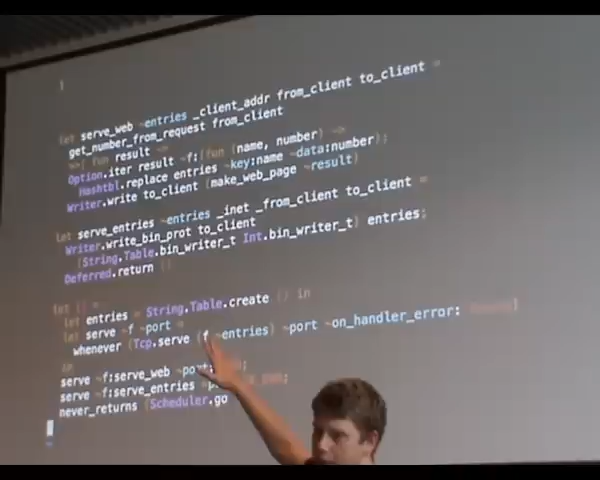 let serve_web ~entries _client_addr from_client to_client =
get_number_from_request from_client
>>| fun result ->
Option.iter result ~f:(fun (name, number) ->
Hashtbl.replace entries ~key:name ~data:number);
Writer.write to_client (make_web_page ~result)
let serve_entries ~entries _inet _from_client to_client =
Writer.write_bin_prot to_client
(String.Table.bin_writer_t Int.bin_writer_t) entries;
Deferred.return ()
let () =
let entries = String.Table.create () in
let serve ~f ~port =
whenever (Tcp.serve (f ~entries) ~port ~on_handler_error:
in
serve ~f:serve_web ~port:
serve ~f:serve_entries
never_returns (Scheduler.go